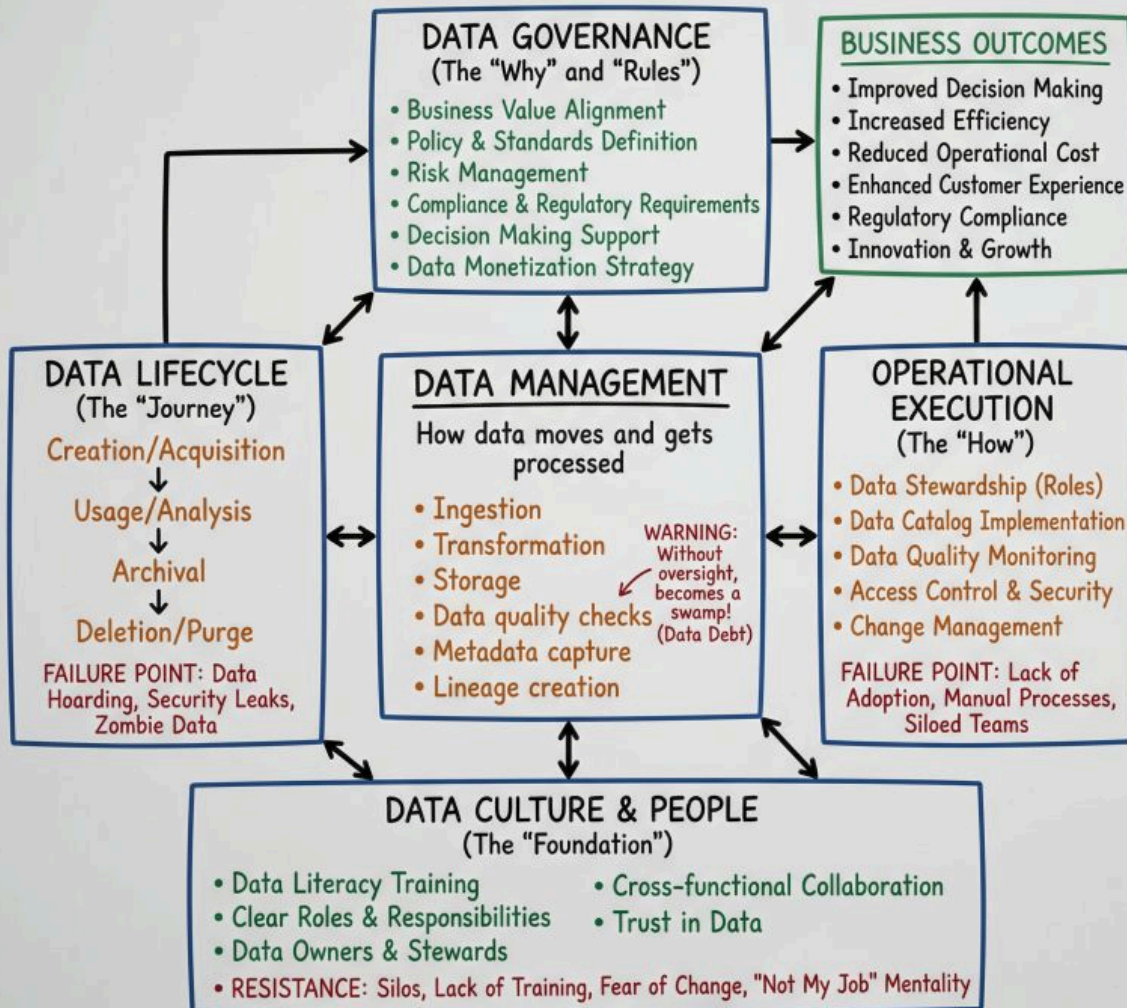 DATA GOVERNANCE
(The “Why” and “Rules”)
• Business Value Alignment
• Policy & Standards Definition
• Risk Management
• Compliance & Regulatory Requirements
• Decision Making Support
• Data Monetization Strategy
BUSINESS OUTCOMES
• Improved Decision Making
• Increased Efficiency
• Reduced Operational Cost
• Enhanced Customer Experience
• Regulatory Compliance
• Innovation & Growth
DATA LIFECYCLE
(The “Journey”)
Creation/Acquisition
Usage/Analysis
Archival
Deletion/Purge
FAILURE POINT: Data
Hoarding, Security Leaks,
Zombie Data
DATA MANAGEMENT
How data moves and gets
processed
• Ingestion
• Transformation
• Storage
• Data quality checks
• Metadata capture
• Lineage creation
WARNING:
Without
oversight,
becomes a
swamp!
(Data Debt)
OPERATIONAL
EXECUTION
(The “How”)
• Data Stewardship (Roles)
• Data Catalog Implementation
• Data Quality Monitoring
• Access Control & Security
• Change Management
FAILURE POINT: Lack of
Adoption, Manual Processes,
Siloed Teams
DATA CULTURE & PEOPLE
(The “Foundation”)
• Data Literacy Training
• Clear Roles & Responsibilities
• Data Owners & Stewards
• Cross-functional Collaboration
• Trust in Data
• RESISTANCE: Silos, Lack of Training, Fear of Change, "Not My Job" Mentality